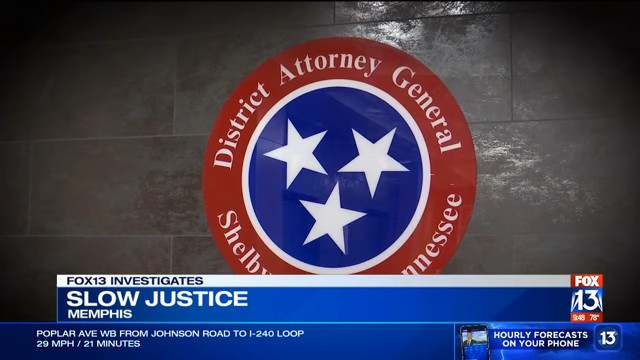 District Attorney General
Shelby
nnessee
FOX13 INVESTIGATES
SLOW JUSTICE
MEMPHIS
FOX
13
9:48 78°
POPLAR AVE WB FROM JOHNSON ROAD TO I-240 LOOP
29 MPH / 21 MINUTES
HOURLY FORECASTS
ON YOUR PHONE
13